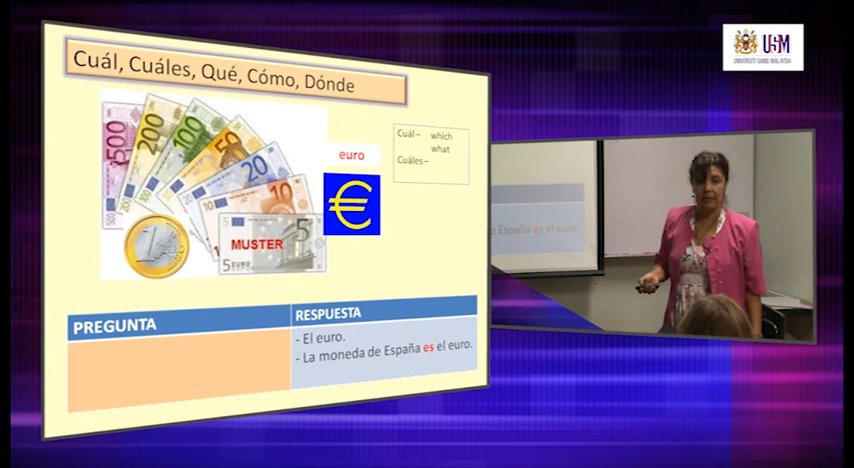 Cuál, Cuáles, Qué, Cómo, Dónde
500
200
100
50
20
10
5
MUSTER
5 EURO
1
euro
€
Cuál – which
what
Cuáles –
PREGUNTA
RESPUESTA
- El euro.
- La moneda de España es el euro.
USM
UNIVERSITI SAINS MALAYSIA
de España es el euro.